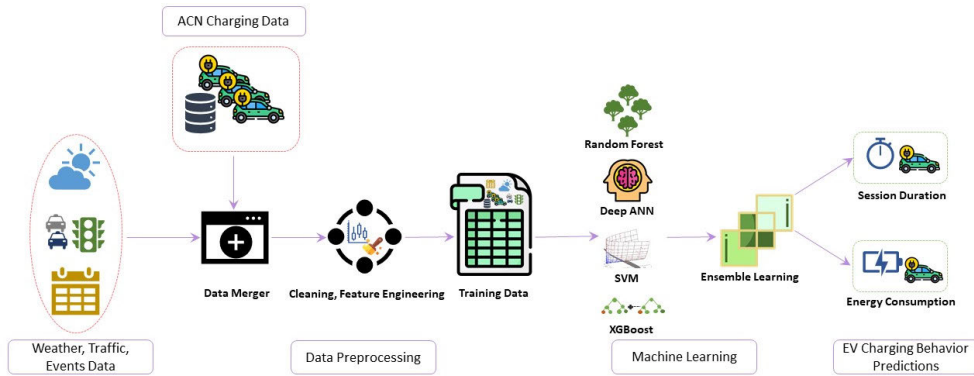 ACN Charging Data
Random Forest
Deep ANN
Session Duration
Data Merger
Cleaning, Feature Engineering
Training Data
SVM
Ensemble Learning
Energy Consumption
XGBoost
Weather, Traffic,
Events Data
Data Preprocessing
Machine Learning
EV Charging Behavior
Predictions